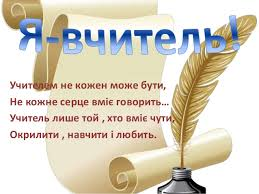 Я-вчитель!
Учителем не кожен може бути,
Не кожне серце вміє говорить…
Учитель лише той , хто вміє чути,
Окрилити , навчити і любить.